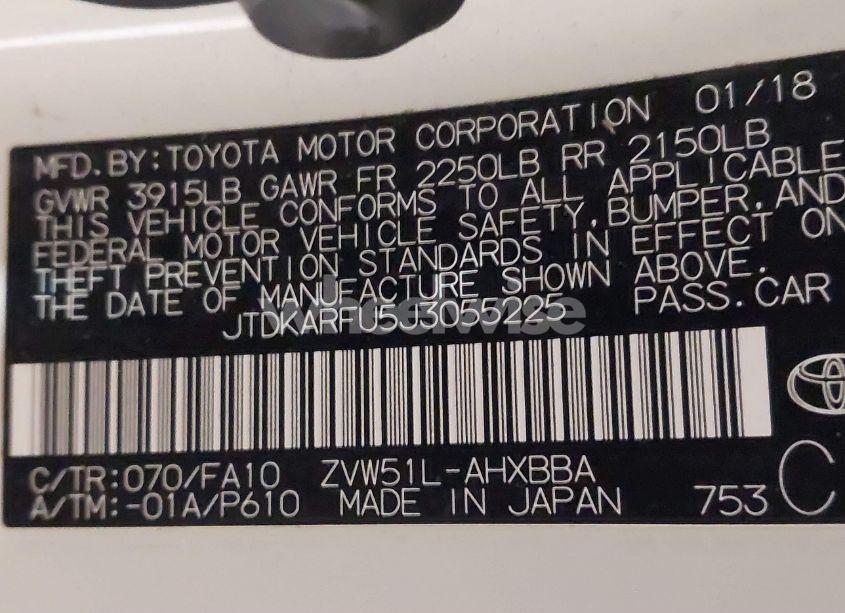 MFD. BY: TOYOTA MOTOR CORPORATION 01/18
GVWR 3915LB GAWR FR 2250LB RR 2150LB
THIS VEHICLE CONFORMS TO ALL APPLICABLE
FEDERAL MOTOR VEHICLE SAFETY, BUMPER, AND
THEFT PREVENTION STANDARDS IN EFFECT ON
THE DATE OF MANUFACTURE SHOWN ABOVE.
JTDKARFU5J3055225 PASS. CAR
wheelwise
C/TR: 070/FA10 ZVW51L-AHXBBA
A/TM: -01A/P610 MADE IN JAPAN 753 C